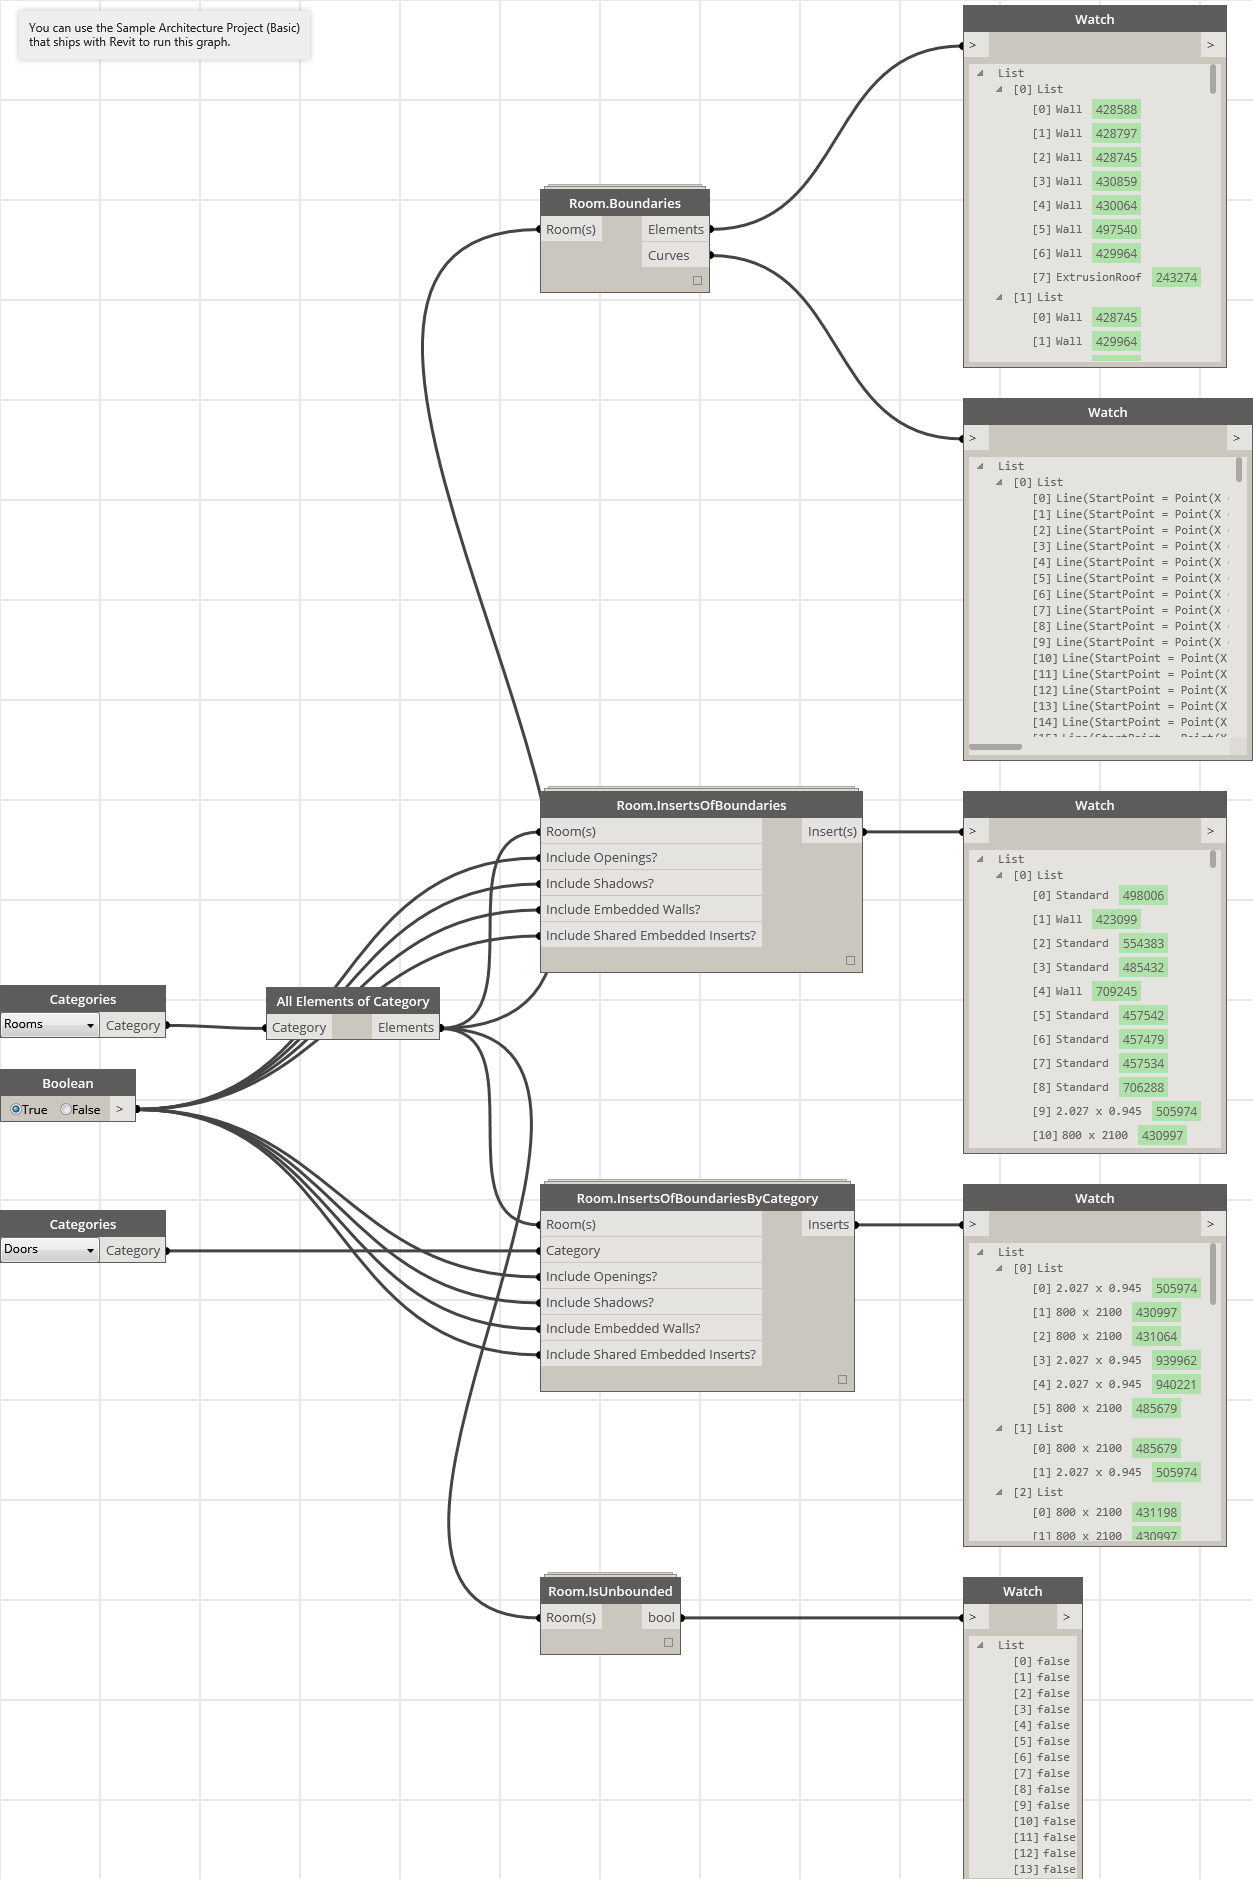 You can use the Sample Architecture Project (Basic)
that ships with Revit to run this graph.
Watch
> >
List
[0] List
[0] Wall 428588
[1] Wall 428797
[2] Wall 428745
[3] Wall 430859
[4] Wall 430064
[5] Wall 497540
[6] Wall 429964
[7] ExtrusionRoof 243274
[1] List
[0] Wall 428745
[1] Wall 429964
Room.Boundaries
Room(s) Elements
Curves
Watch
> >
List
[0] List
[0] Line(StartPoint = Point(X
[1] Line(StartPoint = Point(X
[2] Line(StartPoint = Point(X
[3] Line(StartPoint = Point(X
[4] Line(StartPoint = Point(X
[5] Line(StartPoint = Point(X
[6] Line(StartPoint = Point(X
[7] Line(StartPoint = Point(X
[8] Line(StartPoint = Point(X
[9] Line(StartPoint = Point(X
[10] Line(StartPoint = Point(X
[11] Line(StartPoint = Point(X
[12] Line(StartPoint = Point(X
[13] Line(StartPoint = Point(X
[14] Line(StartPoint = Point(X
Room.InsertsOfBoundaries
Room(s) Insert(s)
Include Openings?
Include Shadows?
Include Embedded Walls?
Include Shared Embedded Inserts?
Watch
> >
List
[0] List
[0] Standard 498006
[1] Wall 423099
[2] Standard 554383
[3] Standard 485432
[4] Wall 709245
[5] Standard 457542
[6] Standard 457479
[7] Standard 457534
[8] Standard 706288
[9] 2.027 x 0.945 505974
[10] 800 x 2100 430997
Categories
Rooms Category
All Elements of Category
Category Elements
Boolean
True False >
Categories
Doors Category
Room.InsertsOfBoundariesByCategory
Room(s) Inserts
Category
Include Openings?
Include Shadows?
Include Embedded Walls?
Include Shared Embedded Inserts?
Watch
> >
List
[0] List
[0] 2.027 x 0.945 505974
[1] 800 x 2100 430997
[2] 800 x 2100 431064
[3] 2.027 x 0.945 939962
[4] 2.027 x 0.945 940221
[5] 800 x 2100 485679
[1] List
[0] 800 x 2100 485679
[1] 2.027 x 0.945 505974
[2] List
[0] 800 x 2100 431198
[1] 800 x 2100 430997
Room.IsUnbounded
Room(s) bool
Watch
> >
List
[0] false
[1] false
[2] false
[3] false
[4] false
[5] false
[6] false
[7] false
[8] false
[9] false
[10] false
[11] false
[12] false
[13] false